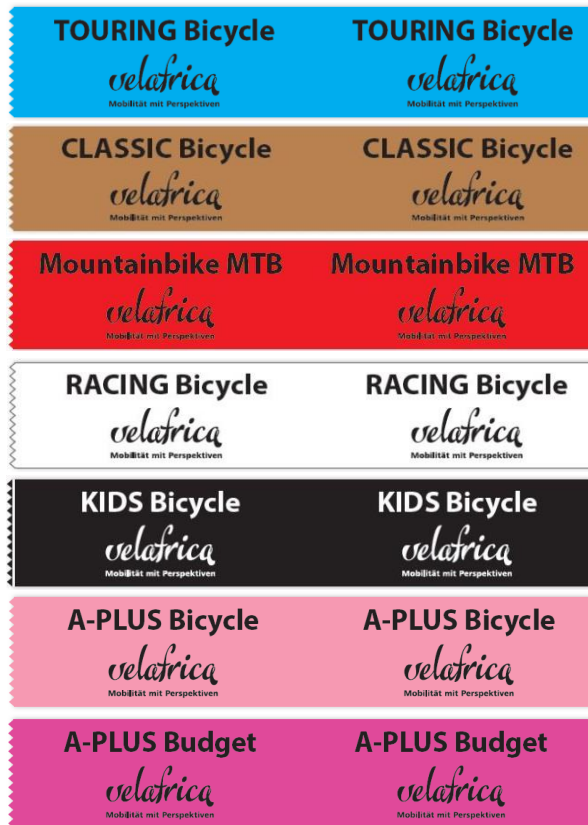 TOURING Bicycle TOURING Bicycle
velafrica velafrica
Mobilität mit Perspektiven Mobilität mit Perspektiven
CLASSIC Bicycle CLASSIC Bicycle
velafrica velafrica
Mobilität mit Perspektiven Mobilität mit Perspektiven
Mountainbike MTB Mountainbike MTB
velafrica velafrica
Mobilität mit Perspektiven Mobilität mit Perspektiven
RACING Bicycle RACING Bicycle
velafrica velafrica
Mobilität mit Perspektiven Mobilität mit Perspektiven
KIDS Bicycle KIDS Bicycle
velafrica velafrica
Mobilität mit Perspektiven Mobilität mit Perspektiven
A-PLUS Bicycle A-PLUS Bicycle
velafrica velafrica
Mobilität mit Perspektiven Mobilität mit Perspektiven
A-PLUS Budget A-PLUS Budget
velafrica velafrica
Mobilität mit Perspektiven Mobilität mit Perspektiven